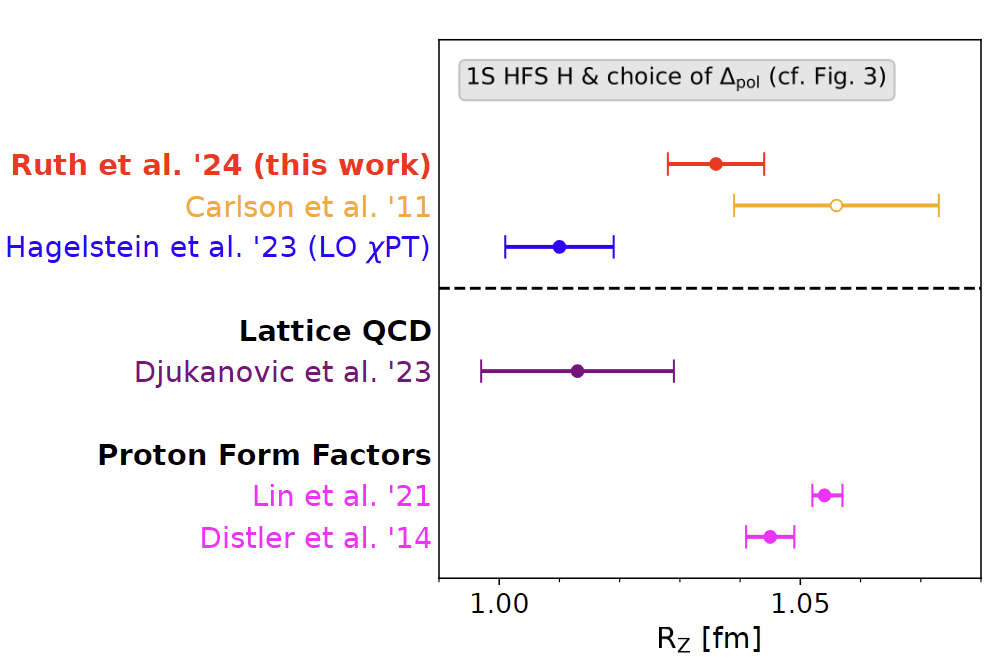 1S HFS H & choice of Δpol (cf. Fig. 3)
Ruth et al. '24 (this work)
Carlson et al. '11
Hagelstein et al. '23 (LO χPT)
Lattice QCD
Djukanovic et al. '23
Proton Form Factors
Lin et al. '21
Distler et al. '14
1.00 1.05
RZ [fm]